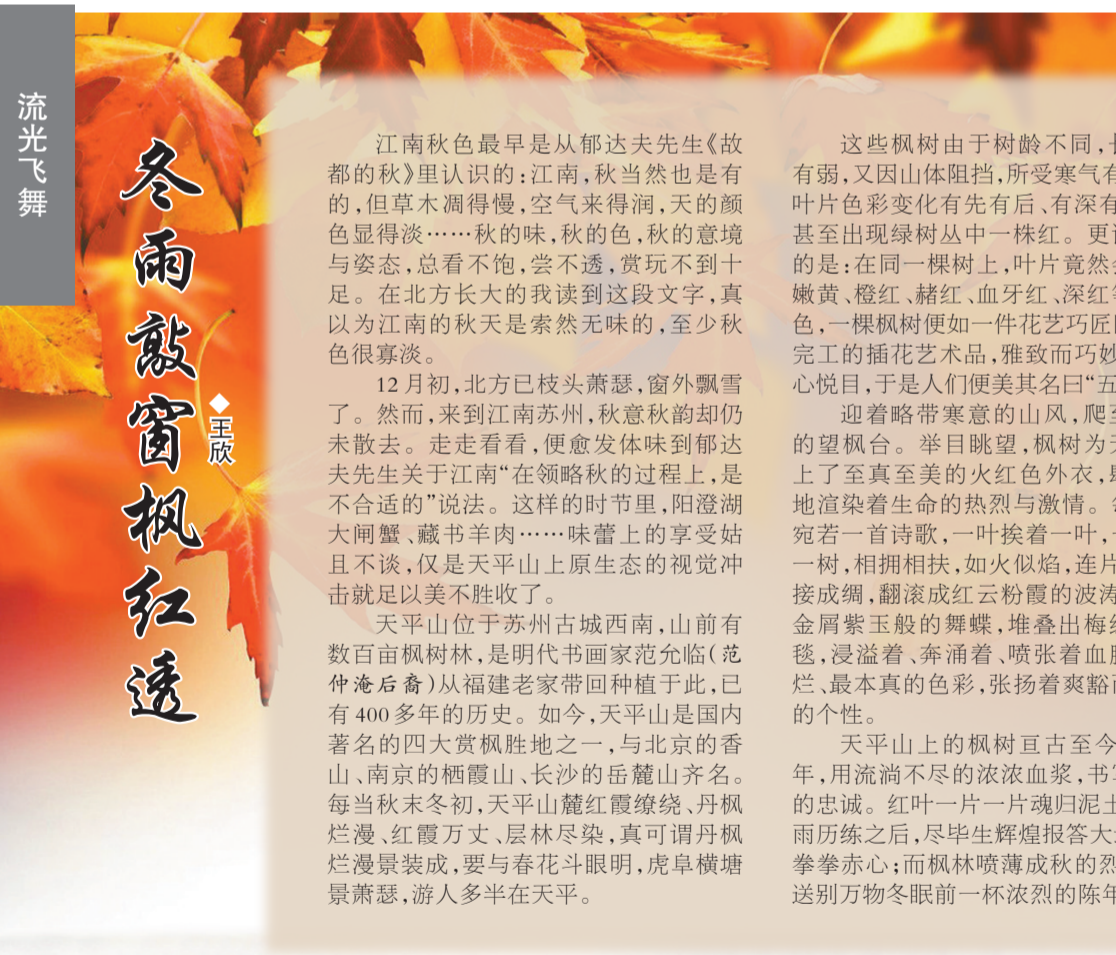 流光飞舞
冬雨敲窗枫红透
◆王欣
江南秋色最早是从郁达夫先生《故
都的秋》里认识的:江南,秋当然也是有
的,但草木凋得慢,空气来得润,天的颜
色显得淡……秋的味,秋的色,秋的意境
与姿态,总看不饱,尝不透,赏玩不到十
足。在北方长大的我读到这段文字,真
以为江南的秋天是索然无味的,至少秋
色很寡淡。
12月初,北方已枝头萧瑟,窗外飘雪
了。然而,来到江南苏州,秋意秋韵却仍
未散去。走走看看,便愈发体味到郁达
夫先生关于江南“在领略秋的过程上,是
不合适的”说法。这样的时节里,阳澄湖
大闸蟹、藏书羊肉……味蕾上的享受姑
且不谈,仅是天平山上原生态的视觉冲
击就足以美不胜收了。
天平山位于苏州古城西南,山前有
数百亩枫树林,是明代书画家范允临(范
仲淹后裔)从福建老家带回种植于此,已
有400多年的历史。如今,天平山是国内
著名的四大赏枫胜地之一,与北京的香
山、南京的栖霞山、长沙的岳麓山齐名。
每当秋末冬初,天平山麓红霞缭绕、丹枫
烂漫、红霞万丈、层林尽染,真可谓丹枫
烂漫景装成,要与春花斗眼明,虎阜横塘
景萧瑟,游人多半在天平。
这些枫树由于树龄不同,
有弱,又因山体阻挡,所受寒气有
叶片色彩变化有先有后、有深有
甚至出现绿树丛中一株红。更
的是:在同一棵树上,叶片竟然
嫩黄、橙红、赭红、血牙红、深红
色,一棵枫树便如一件花艺巧匠
完工的插花艺术品,雅致而巧妙
心悦目,于是人们便美其名曰“五
迎着略带寒意的山风,爬至
的望枫台。举目眺望,枫树为天
上了至真至美的火红色外衣,
地渲染着生命的热烈与激情。
宛若一首诗歌,一叶挨着一叶,
一树,相拥相扶,如火似焰,连片
接成绸,翻滚成红云粉霞的波涛
金屑紫玉般的舞蝶,堆叠出梅红
毯,浸溢着、奔涌着、喷张着血脉
烂、最本真的色彩,张扬着爽豁而
的个性。
天平山上的枫树亘古至今
年,用流淌不尽的浓浓血浆,书写
的忠诚。红叶一片一片魂归泥土
雨历练之后,尽毕生辉煌报答大
拳拳赤心;而枫林喷薄成秋的烈
送别万物冬眠前一杯浓烈的陈年